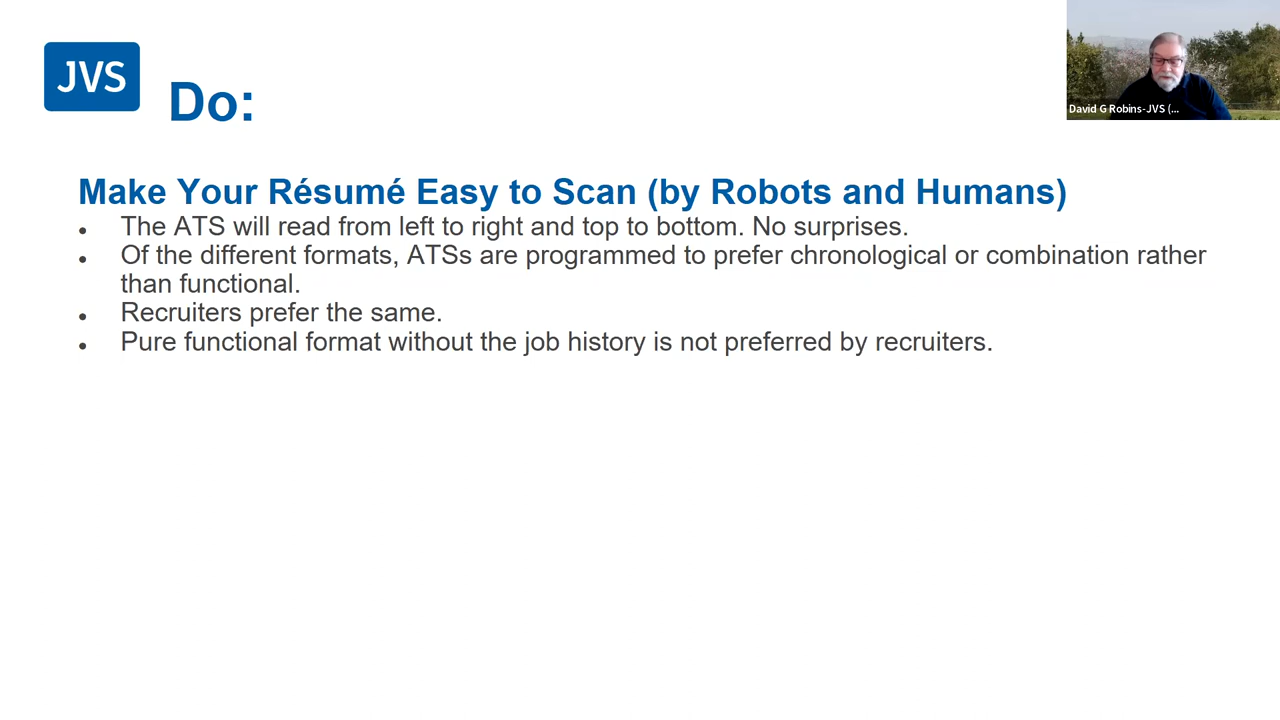 JVS
Do:
David G Robins-JVS (...
Make Your Résumé Easy to Scan (by Robots and Humans)
• The ATS will read from left to right and top to bottom. No surprises.
• Of the different formats, ATSs are programmed to prefer chronological or combination rather
than functional.
• Recruiters prefer the same.
• Pure functional format without the job history is not preferred by recruiters.